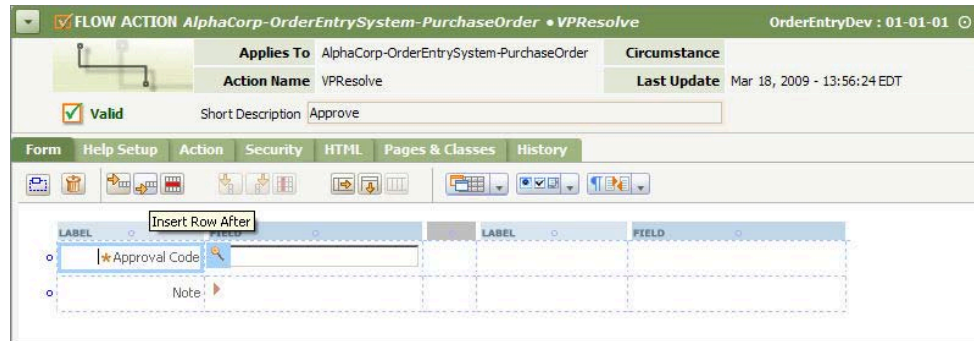 FLOW ACTION AlphaCorp-OrderEntrySystem-PurchaseOrder • VPResolve OrderEntryDev : 01-01-01
Applies To AlphaCorp-OrderEntrySystem-PurchaseOrder Circumstance
Action Name VPResolve Last Update Mar 18, 2009 - 13:56:24 EDT
Valid Short Description Approve
Form Help Setup Action Security HTML Pages & Classes History
Insert Row After
LABEL FIELD LABEL FIELD
*Approval Code
Note